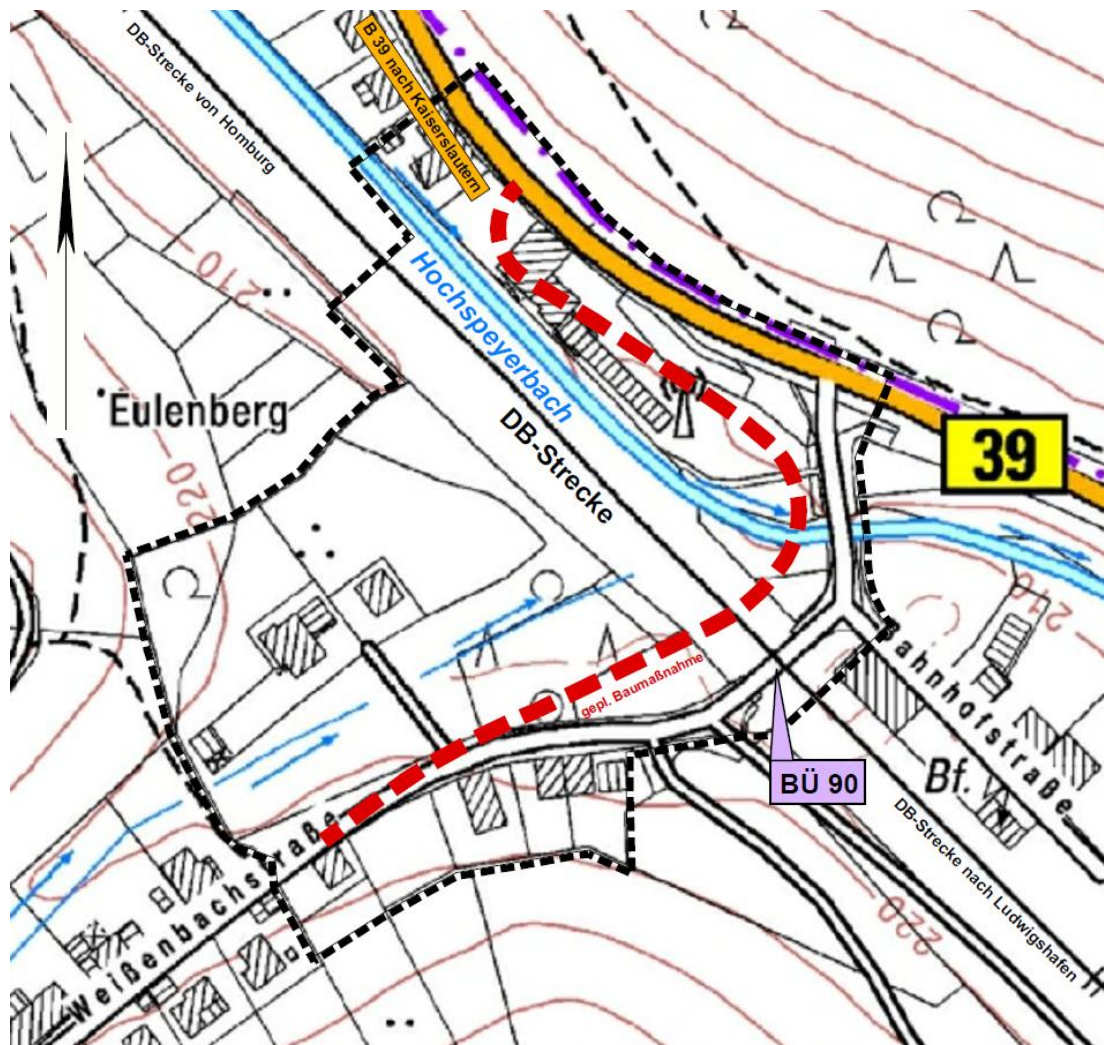 DB-Strecke von Homburg
B 39 nach Kaiserslautern
210
Hochspeyerbach
Eulenberg
DB-Strecke
39
220
210
gepl. Baumaßnahme
Bahnhofstraße
BÜ 90
Bf.
Weißenbachstraße
DB-Strecke nach Ludwigshafen
220